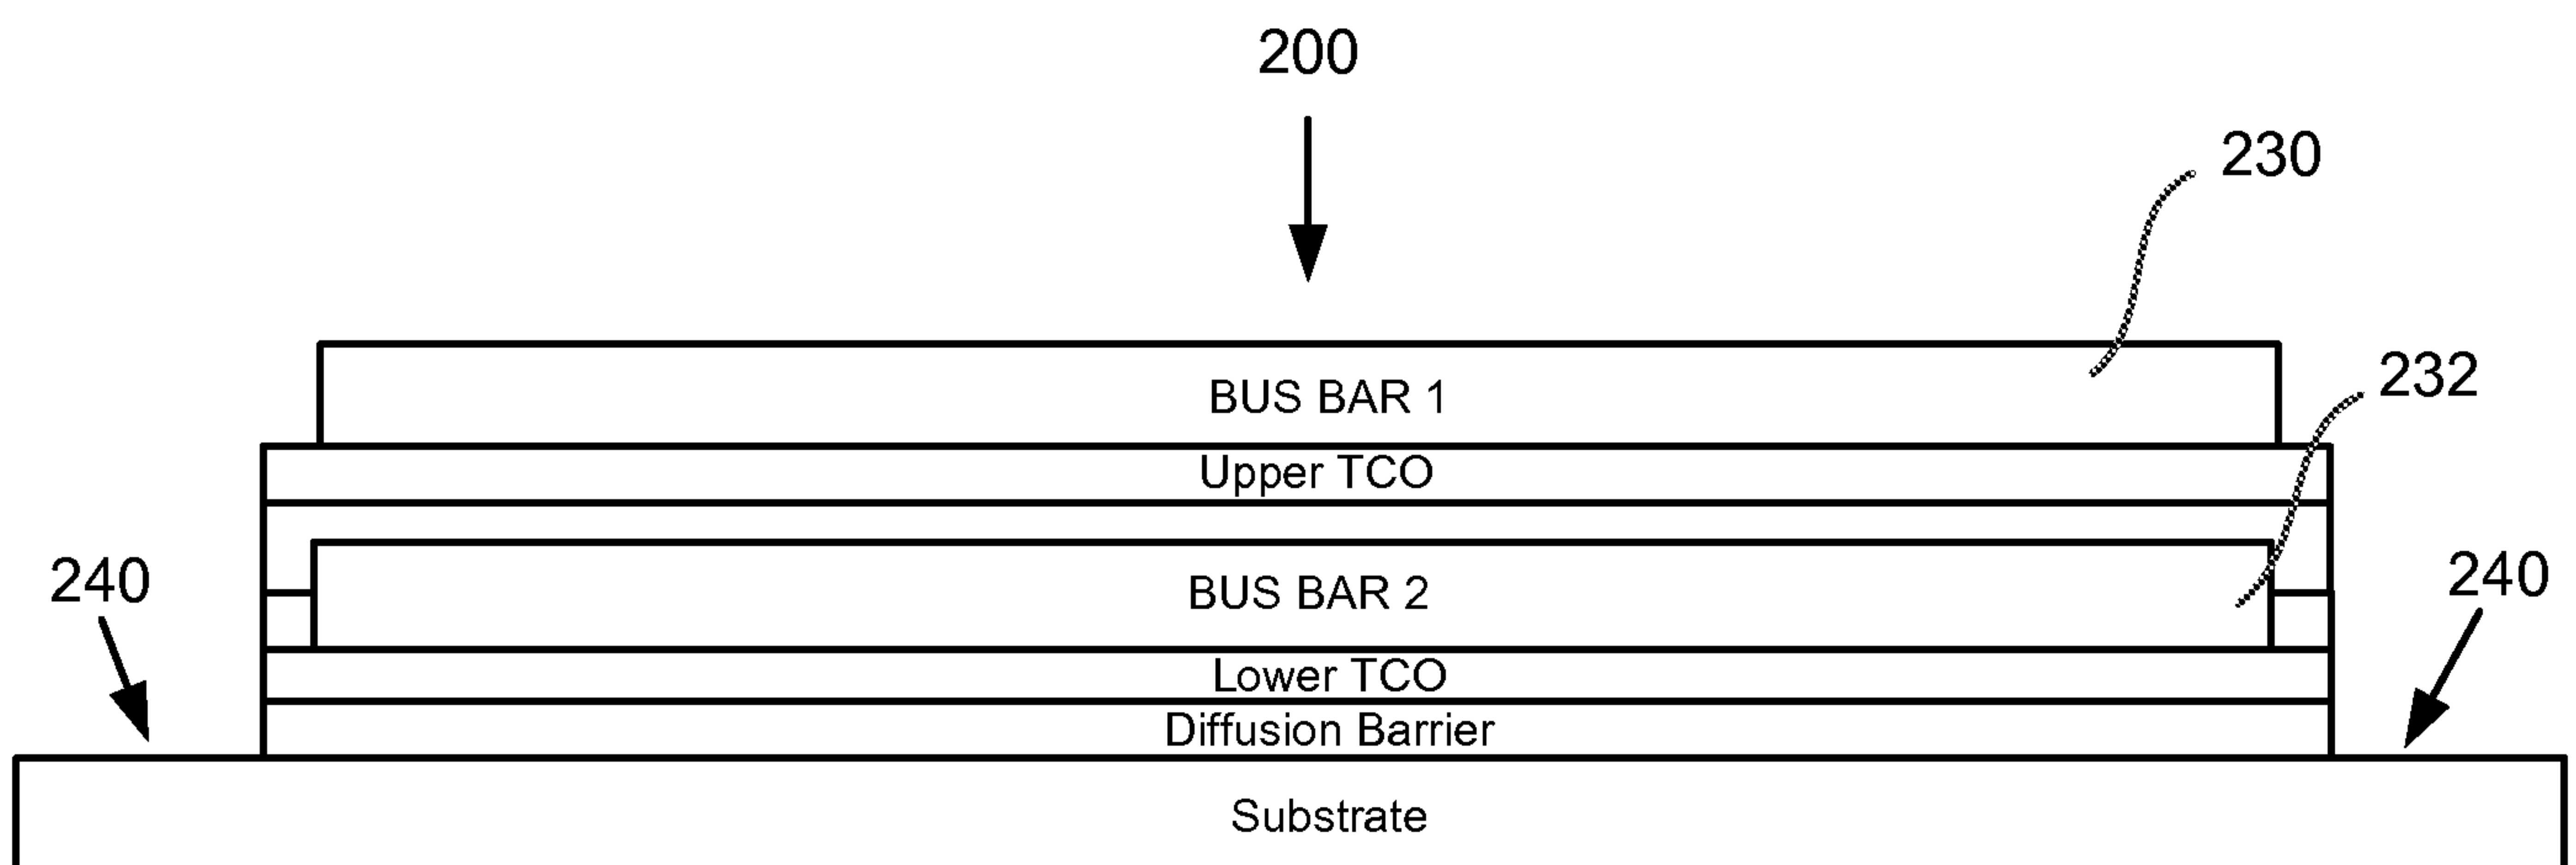 200
230
BUS BAR 1
232
Upper TCO
240
BUS BAR 2
240
Lower TCO
Diffusion Barrier
Substrate